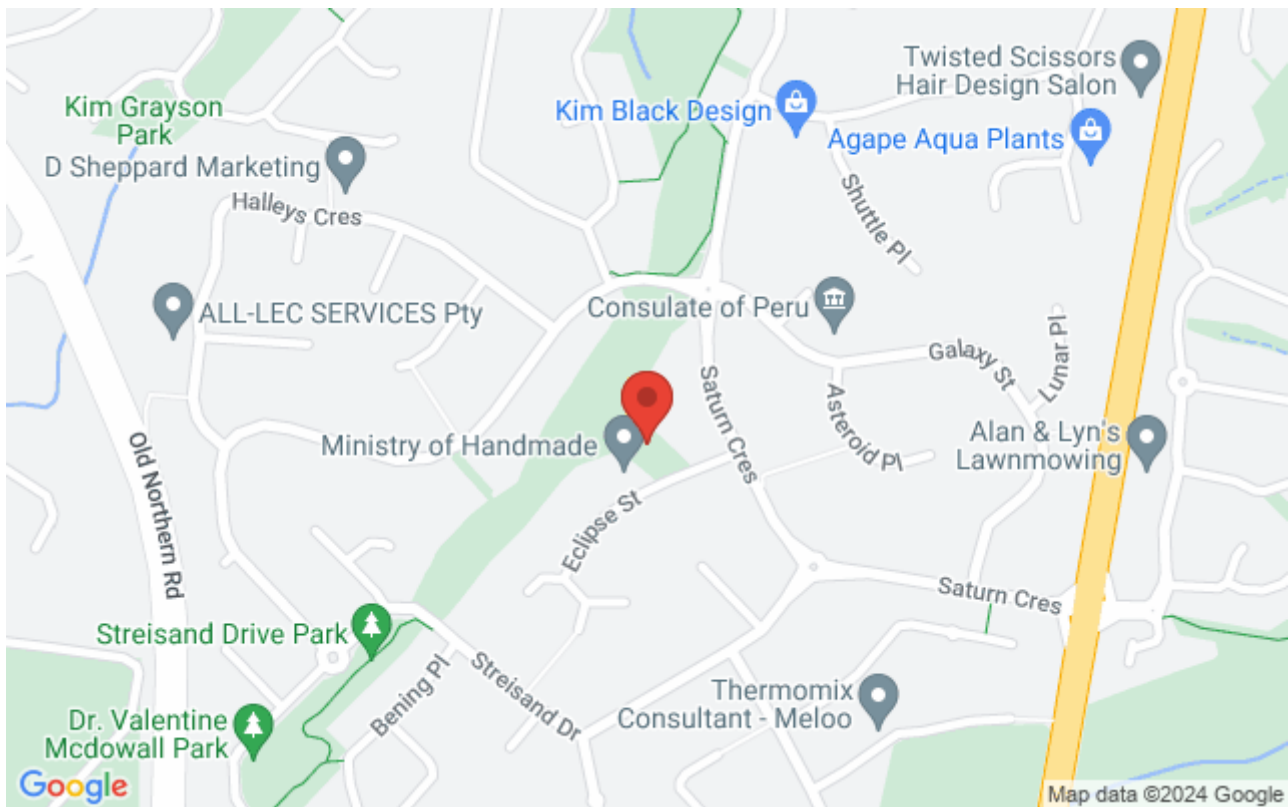 Twisted Scissors
Hair Design Salon
Kim Grayson
Park
Kim Black Design
Agape Aqua Plants
D Sheppard Marketing
Halleys Cres
Shuttle Pl
ALL-LEC SERVICES Pty
Consulate of Peru
Lunar Pl
Galaxy St
Saturn Cres
Asteroid Pl
Old Northern Rd
Ministry of Handmade
Alan & Lyn's
Lawnmowing
Eclipse St
Saturn Cres
Streisand Drive Park
Bening Pl
Streisand Dr
Thermomix
Consultant - Meloo
Dr. Valentine
Mcdowall Park
Google
Map data ©2024 Google